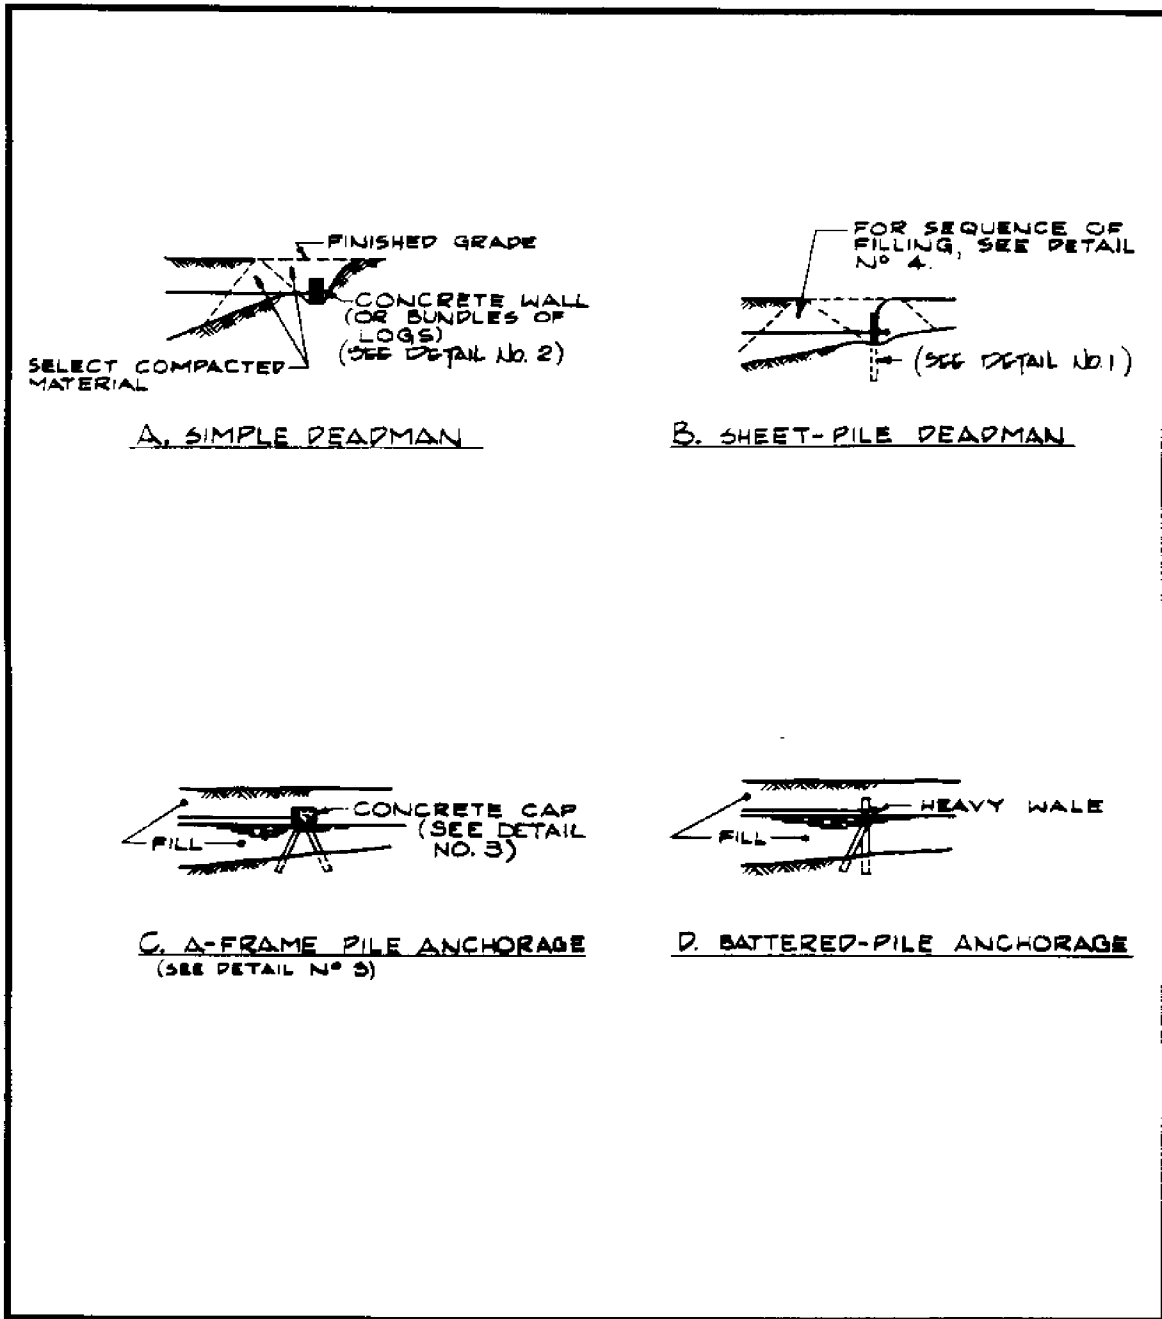 FINISHED GRADE
CONCRETE WALL
(OR BUNDLES OF
LOGS)
(SEE DETAIL NO. 2)
SELECT COMPACTED
MATERIAL
A. SIMPLE DEADMAN
FOR SEQUENCE OF
FILLING, SEE DETAIL
Nº 4.
(SEE DETAIL NO. 1)
B. SHEET-PILE DEADMAN
CONCRETE CAP
(SEE DETAIL
NO. 3)
FILL
C. A-FRAME PILE ANCHORAGE
(SEE DETAIL Nº 3)
HEAVY WALE
FILL
D. BATTERED-PILE ANCHORAGE